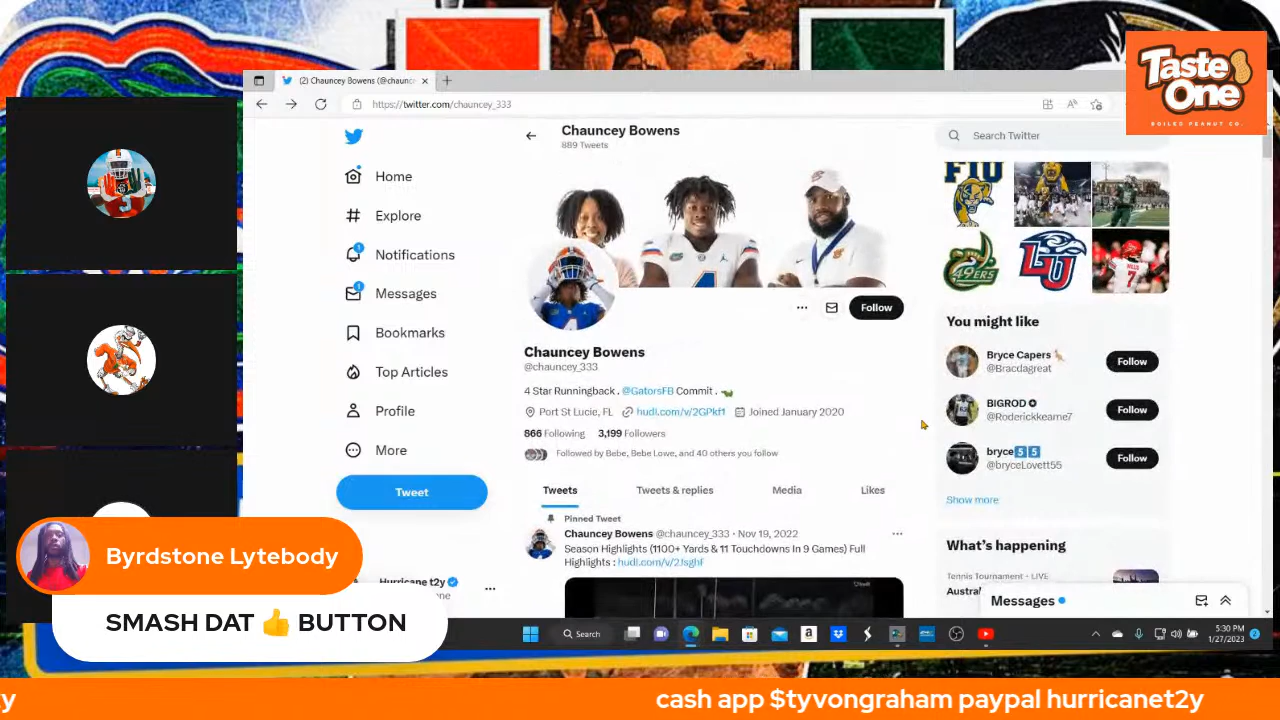 (2) Chauncey Bowens (@chaunc
https://twitter.com/chauncey_333
Taste
One
BOILED PEANUT CO.
Chauncey Bowens
889 Tweets
Search Twitter
Home
Explore
Notifications
Messages
Bookmarks
Top Articles
Profile
More
Tweet
Follow
Chauncey Bowens
@chauncey_333
4 Star Runningback . @GatorsFB Commit . 🐊
Port St Lucie, FL hudl.com/v/2GPkf1 Joined January 2020
866 Following 3,199 Followers
Followed by Bebe, Bebe Lowe, and 40 others you follow
Tweets Tweets & replies Media Likes
Pinned Tweet
Chauncey Bowens @chauncey_333 · Nov 19, 2022
Season Highlights (1100+ Yards & 11 Touchdowns In 9 Games) Full
Highlights : hudl.com/v/2JsghF
FIU
49ERS
LU
You might like
Bryce Capers
@Bracdagreat
Follow
BIGROD
@Roderickkearne7
Follow
bryce 5 5
@bryceLovett55
Follow
Show more
What's happening
Tennis Tournament · LIVE
Austral
Messages
Hurricane t2y
Byrdstone Lytebody
SMASH DAT 👍 BUTTON
Search
5:30 PM
1/27/2023
y
cash app $tyvongraham paypal hurricanet2y